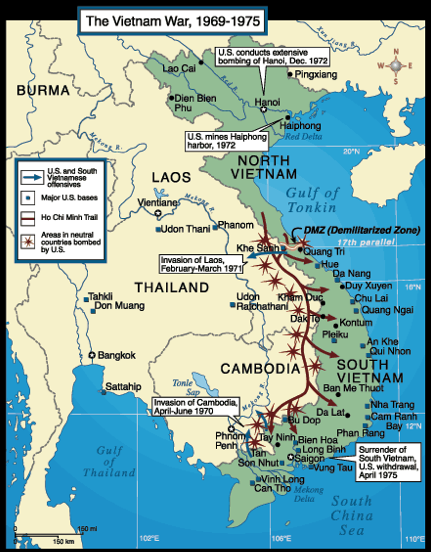 The Vietnam War, 1969-1975
U.S. conducts extensive
bombing of Hanoi, Dec. 1972
Lao Cai
Pingxiang
BURMA
Dien Bien
Phu
Red R.
Hanoi
U.S. mines Haiphong
harbor, 1972
Haiphong
Red Delta
N
W
E
S
20°N
Mekong R.
NORTH
VIETNAM
LAOS
U.S. and South
Vietnamese
offensives
Major U.S. bases
Ho Chi Minh Trail
Areas in neutral
countries bombed
by U.S.
Gulf of
Tonkin
Vientiane
Mekong R.
Udon Thani
Phanom
DMZ (Demilitarized Zone)
17th parallel
Khe Sanh
Quang Tri
Invasion of Laos,
February-March 1971
Hue
Da Nang
Duy Xuyen
16°N
THAILAND
Kham Duc
Chu Lai
Tahkli
Don Muang
Udon
Ratchathani
Quang Ngai
Dak To
Kontum
Pleiku
An Khe
Qui Nhon
Bangkok
CAMBODIA
SOUTH
VIETNAM
Sattahip
Tonle
Sap
Mekong R.
Ban Me Thuot
Invasion of Cambodia,
April-June 1970
Nha Trang
Da Lat
Cam Ranh
Bay
12°N
Bu Dop
Phnom
Penh
Tay Ninh
Phan Rang
Bien Hoa
Long Binh
Tan
Son Nhut
Saigon
Vung Tau
Surrender of
South Vietnam,
U.S. withdrawal,
April 1975
Gulf
of
Thailand
Vinh Long
Can Tho
Mekong
Delta
South
China
Sea
0 150 mi
0 150 km
102°E
106°E
110°E